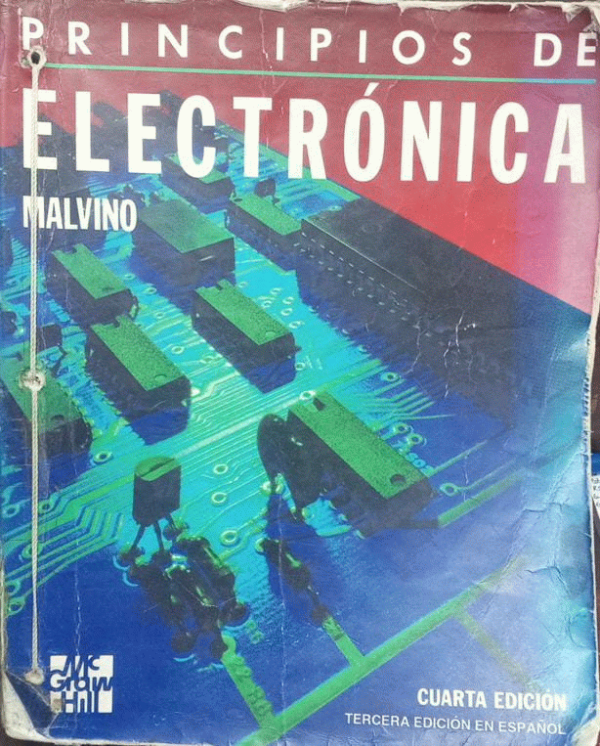 PRINCIPIOS DE
ELECTRÓNICA
MALVINO
Mc
Graw
Hill
CUARTA EDICIÓN
TERCERA EDICIÓN EN ESPAÑOL